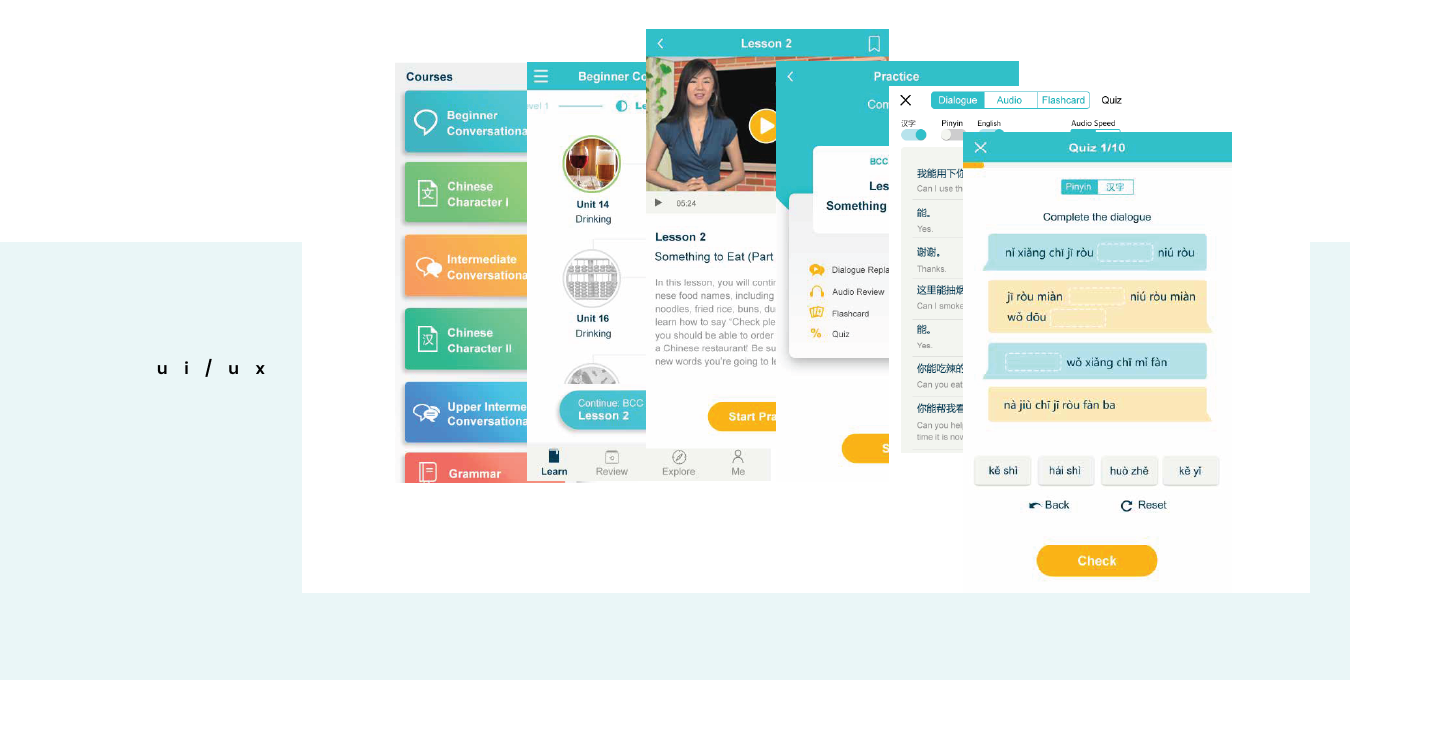 u i / u x
Courses
Beginner
Conversationa
Chinese
Character I
Intermediate
Conversationa
文
Chinese
Character II
汉
Upper Interme
Conversationa
Grammar
Beginner Co
vel 1
Le
Unit 14
Drinking
Unit 16
Drinking
Continue: BCC
Lesson 2
Learn
Review
Explore
Me
Lesson 2
05:24
Lesson 2
Something to Eat (Part
In this lesson, you will contin
nese food names, including
noodles, fried rice, buns, du
learn how to say "Check ple
you should be able to order
a Chinese restaurant! Be su
new words you're going to le
Start Pra
Practice
Con
BCC
Les
Something
Dialogue Repla
Audio Review
Flashcard
% Quiz
S
Dialogue Audio Flashcard Quiz
汉字 Pinyin English Audio Speed
我能用下你
Can I use th
能。
Yes.
谢谢。
Thanks.
这里能抽烟
Can I smoke
能。
Yes.
你能吃辣的
Can you eat
你能帮我看
Can you help
time it is now
Quiz 1/10
Pinyin 汉字
Complete the dialogue
nǐ xiǎng chī jī ròu niú ròu
jī ròu miàn niú ròu miàn
wǒ dōu
wǒ xiǎng chī mǐ fàn
nà jiù chī jī ròu fàn ba
kě shì hái shì huò zhě kě yǐ
Back Reset
Check